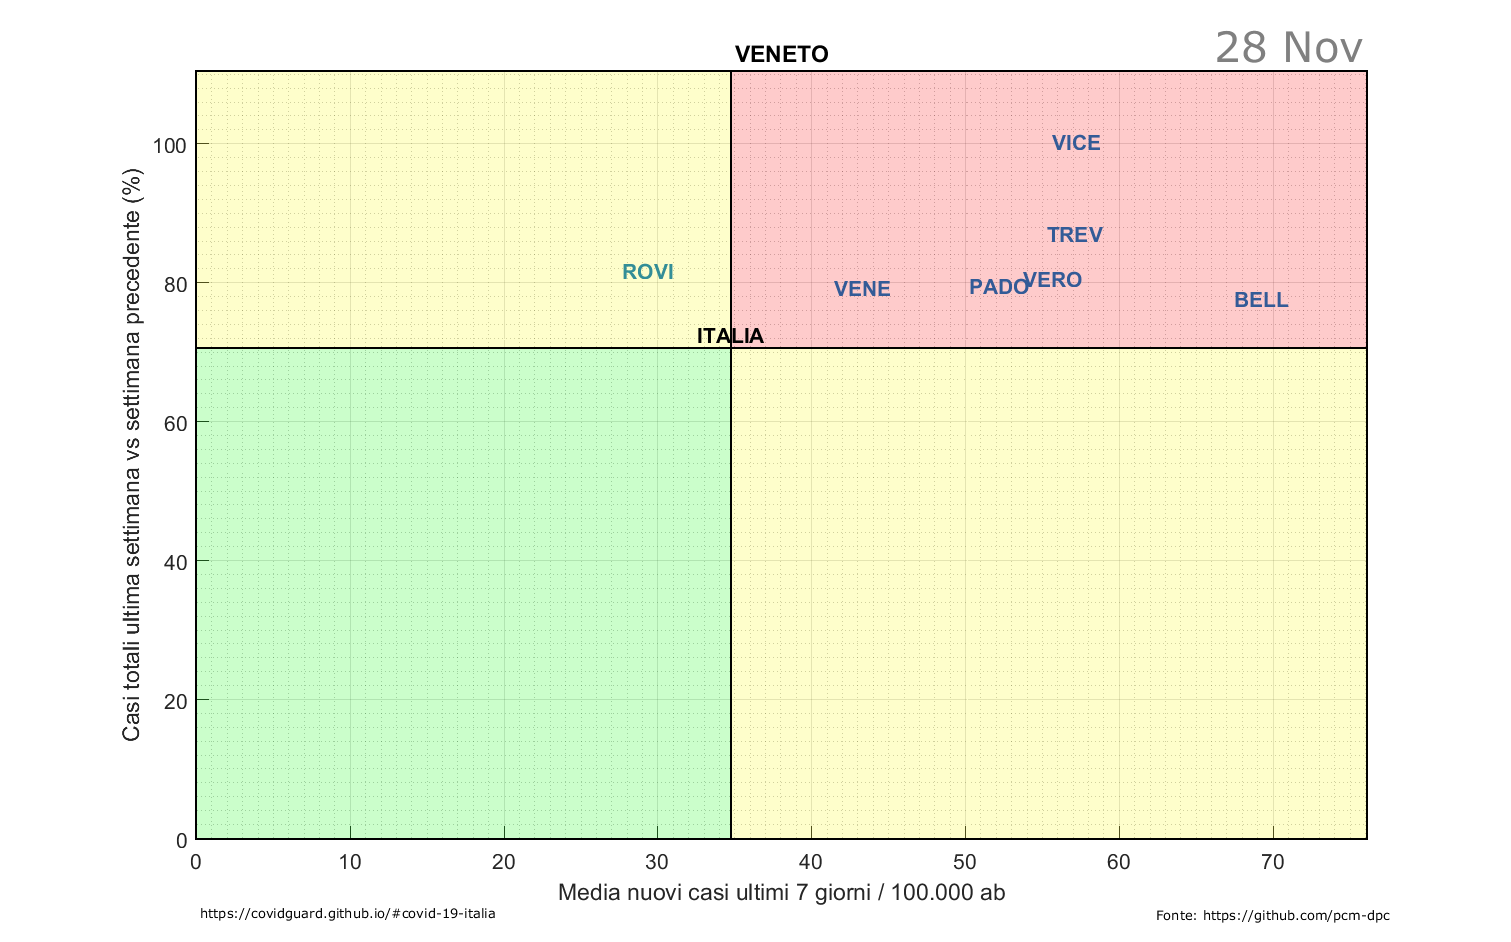 VENETO
28 Nov
Casi totali ultima settimana vs settimana precedente (%)
100
80
60
40
20
0
VICE
TREV
ROVI
VENE
PADO
VERO
BELL
ITALIA
0 10 20 30 40 50 60 70
Media nuovi casi ultimi 7 giorni / 100.000 ab
https://covidguard.github.io/#covid-19-italia
Fonte: https://github.com/pcm-dpc